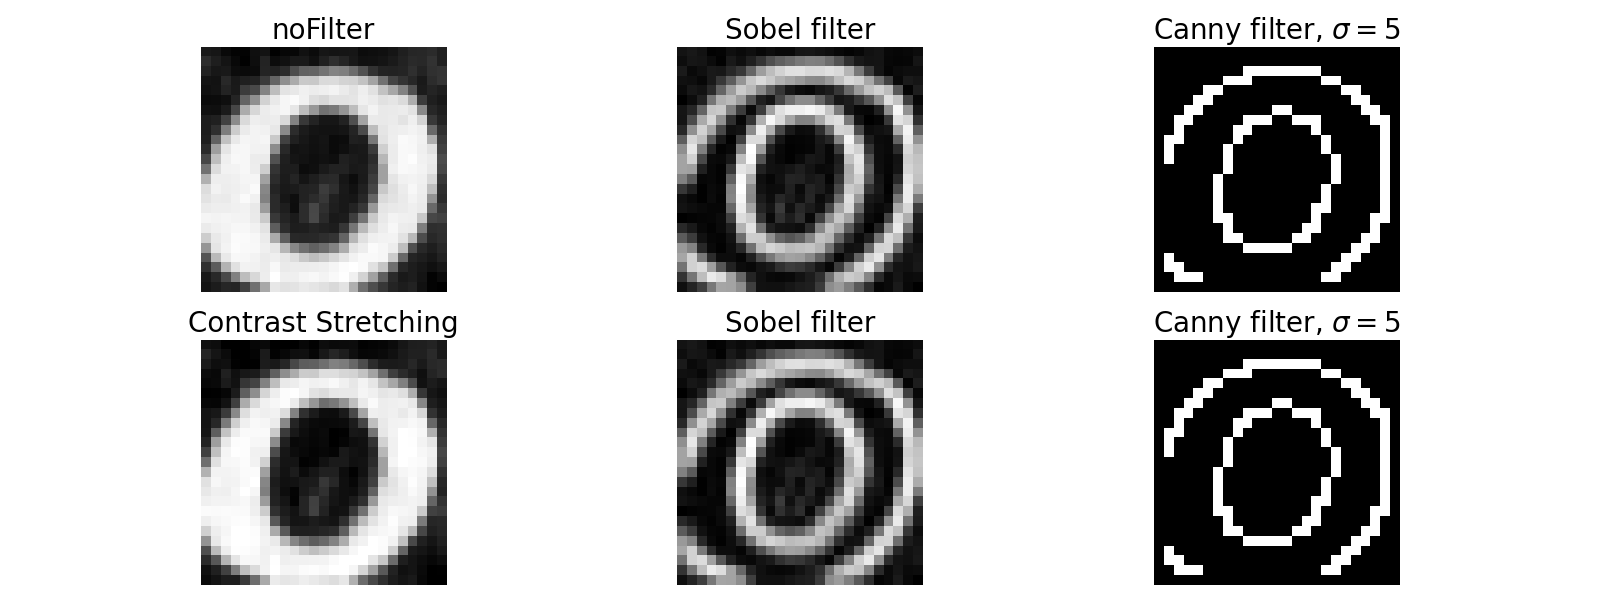 noFilter
Sobel filter
Canny filter, σ = 5
Contrast Stretching
Sobel filter
Canny filter, σ = 5